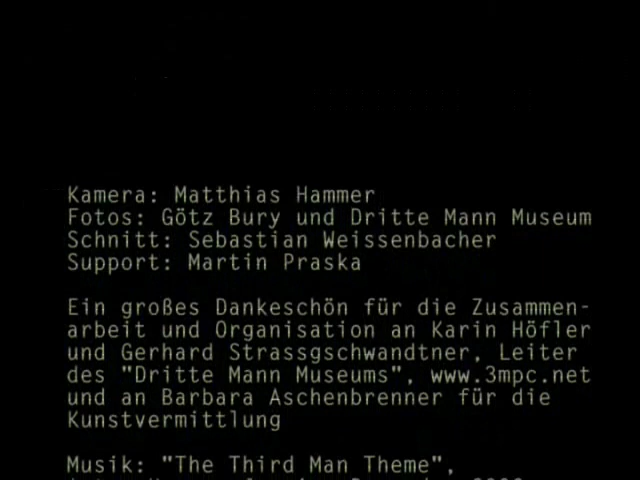 Kamera: Matthias Hammer
Fotos: Götz Bury und Dritte Mann Museum
Schnitt: Sebastian Weissenbacher
Support: Martin Praska
Ein großes Dankeschön für die Zusammen-
arbeit und Organisation an Karin Höfler
und Gerhard Strassgschwandtner, Leiter
des "Dritte Mann Museums", www.3mpc.net
und an Barbara Aschenbrenner für die
Kunstvermittlung
Musik: "The Third Man Theme",